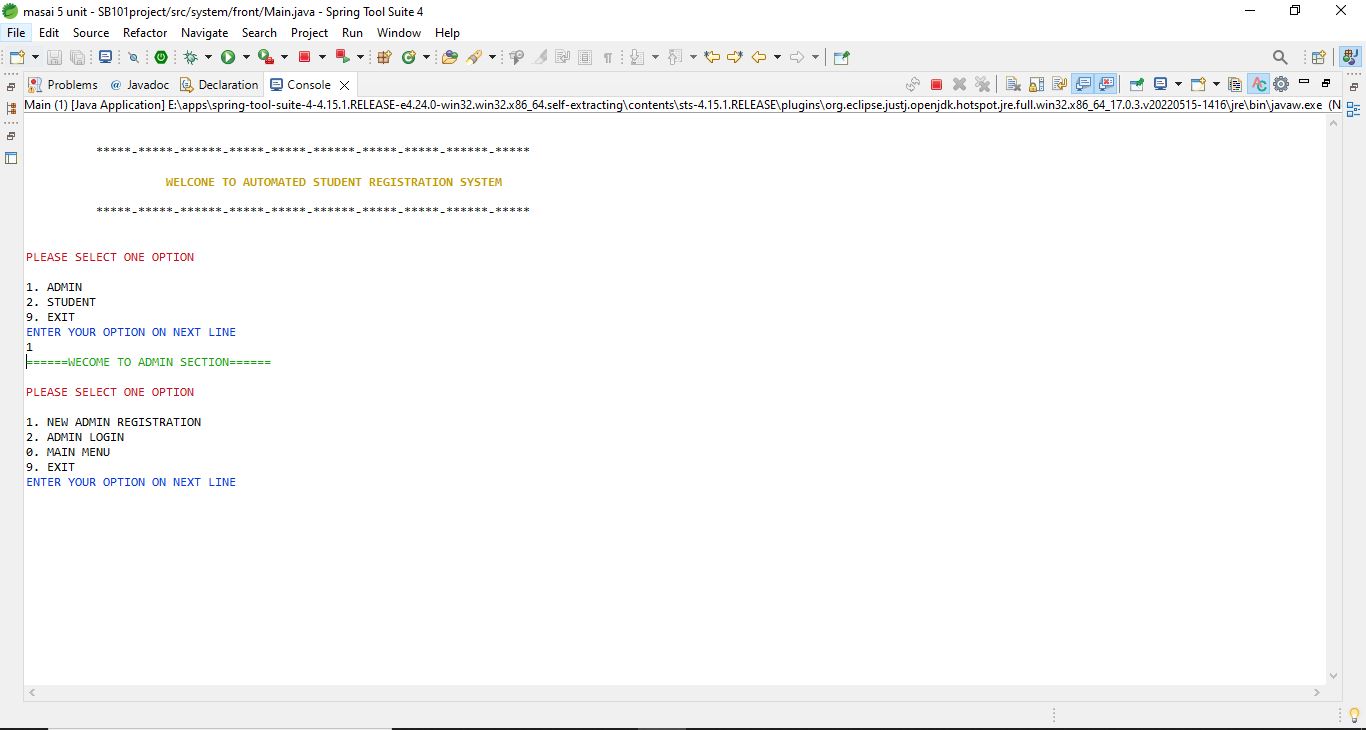 masai 5 unit - SB101project/src/system/front/Main.java - Spring Tool Suite 4
File Edit Source Refactor Navigate Search Project Run Window Help
Problems @ Javadoc Declaration Console
Main (1) [Java Application] E:\apps\spring-tool-suite-4-4.15.1.RELEASE-e4.24.0-win32.win32.x86_64.self-extracting\contents\sts-4.15.1.RELEASE\plugins\org.eclipse.justj.openjdk.hotspot.jre.full.win32.x86_64_17.0.3.v20220515-1416\jre\bin\javaw.exe (N
*****-*****-******-*****-*****-******-*****-*****-******-*****
WELCONE TO AUTOMATED STUDENT REGISTRATION SYSTEM
*****-*****-******-*****-*****-******-*****-*****-******-*****
PLEASE SELECT ONE OPTION
1. ADMIN
2. STUDENT
9. EXIT
ENTER YOUR OPTION ON NEXT LINE
1
======WECOME TO ADMIN SECTION======
PLEASE SELECT ONE OPTION
1. NEW ADMIN REGISTRATION
2. ADMIN LOGIN
0. MAIN MENU
9. EXIT
ENTER YOUR OPTION ON NEXT LINE